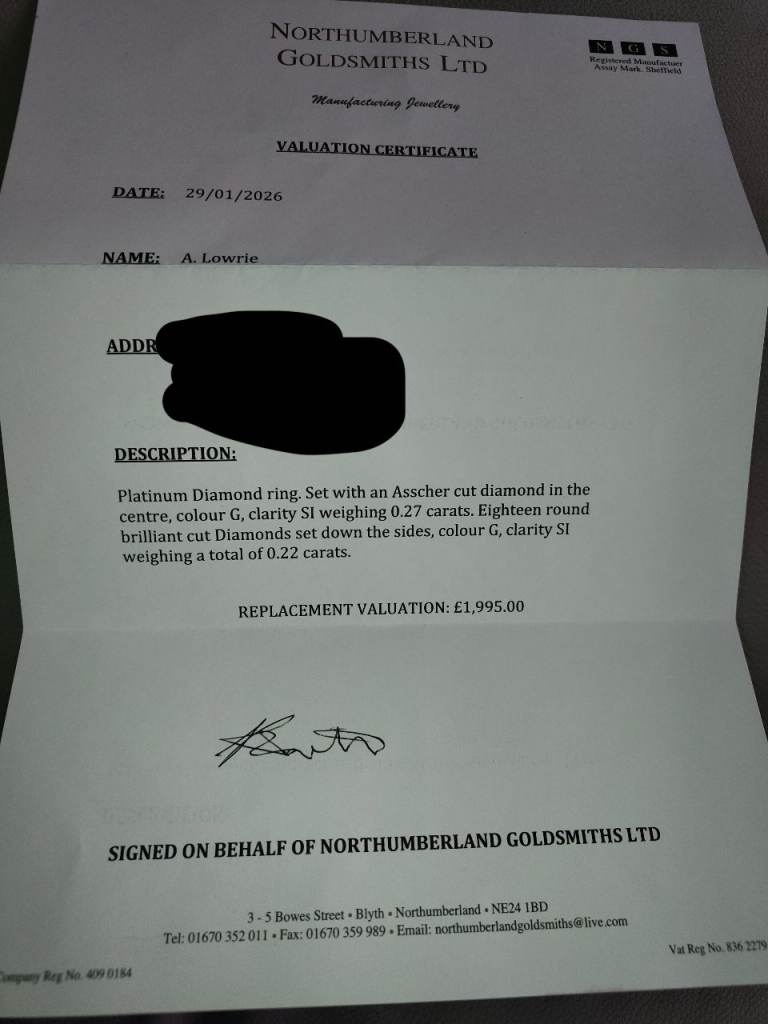 NORTHUMBERLAND
GOLDSMITHS LTD
N G S
Registered Manufactuer
Assay Mark. Sheffield
Manufacturing Jewellery
VALUATION CERTIFICATE
DATE: 29/01/2026
NAME: A. Lowrie
ADDR
DESCRIPTION:
Platinum Diamond ring. Set with an Asscher cut diamond in the
centre, colour G, clarity SI weighing 0.27 carats. Eighteen round
brilliant cut Diamonds set down the sides, colour G, clarity SI
weighing a total of 0.22 carats.
REPLACEMENT VALUATION: £1,995.00
SIGNED ON BEHALF OF NORTHUMBERLAND GOLDSMITHS LTD
3 - 5 Bowes Street • Blyth • Northumberland • NE24 1BD
Tel: 01670 352 011 • Fax: 01670 359 989 • Email: northumberlandgoldsmiths@live.com
Company Reg No. 409 0184
Vat Reg No. 836 2279